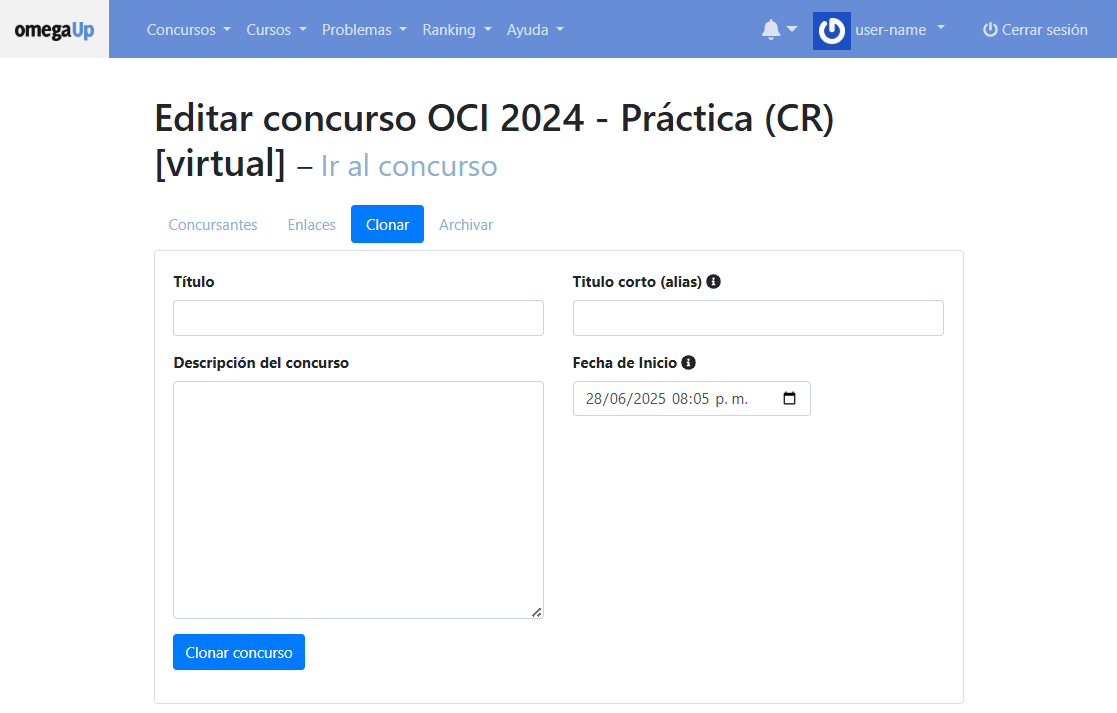 omegaUp Concursos Cursos Problemas Ranking Ayuda user-name Cerrar sesión
Editar concurso OCI 2024 - Práctica (CR)
[virtual] – Ir al concurso
Concursantes Enlaces Clonar Archivar
Título Titulo corto (alias)
Descripción del concurso Fecha de Inicio
28/06/2025 08:05 p. m.
Clonar concurso